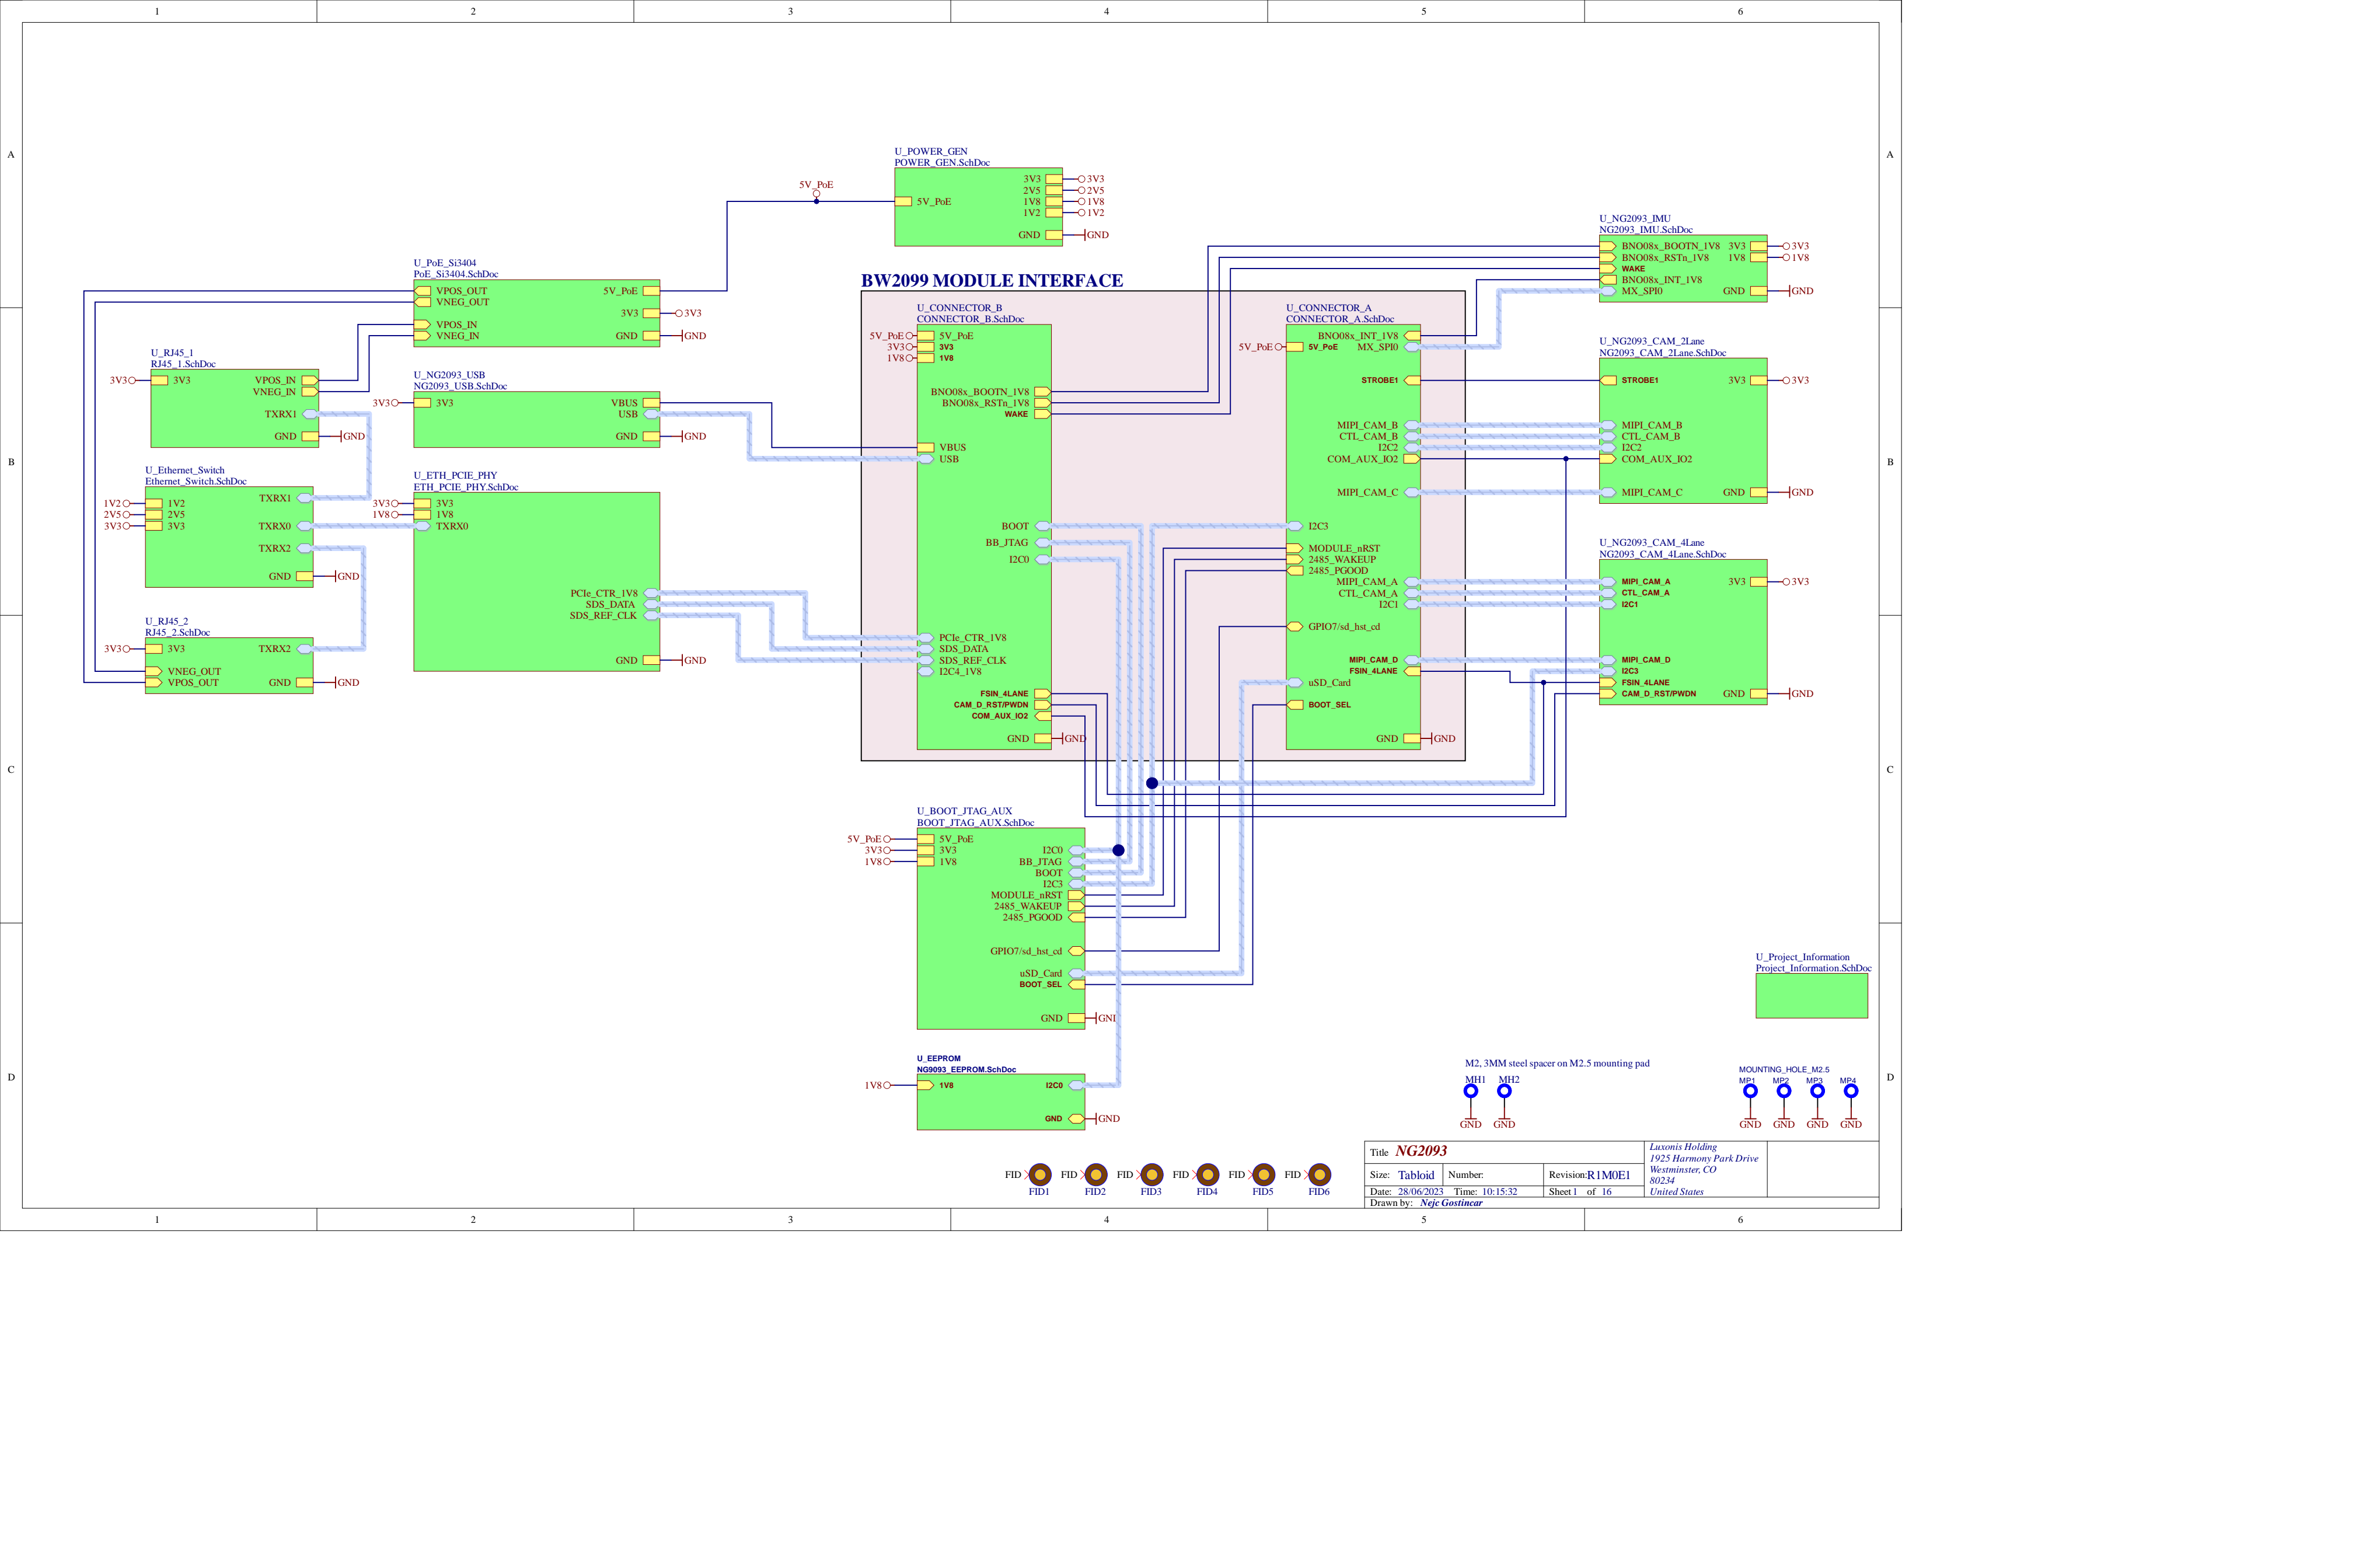 1 2 3 4 5 6
A
B
C
D
A
B
C
D
U_POWER_GEN
POWER_GEN.SchDoc
5V_PoE
5V_PoE
3V3 3V3
2V5 2V5
1V8 1V8
1V2 1V2
GND GND
U_PoE_Si3404
PoE_Si3404.SchDoc
VPOS_OUT 5V_PoE
VNEG_OUT
3V3 3V3
VPOS_IN
VNEG_IN GND GND
U_RJ45_1
RJ45_1.SchDoc
3V3 3V3 VPOS_IN
VNEG_IN
TXRX1
GND GND
U_NG2093_USB
NG2093_USB.SchDoc
3V3 3V3 VBUS
USB
GND GND
U_Ethernet_Switch
Ethernet_Switch.SchDoc
TXRX1
1V2 1V2
2V5 2V5
3V3 3V3 TXRX0
TXRX2
GND GND
U_ETH_PCIE_PHY
ETH_PCIE_PHY.SchDoc
3V3 3V3
1V8 1V8
TXRX0
PCIe_CTR_1V8
SDS_DATA
SDS_REF_CLK
GND GND
U_RJ45_2
RJ45_2.SchDoc
3V3 3V3 TXRX2
VNEG_OUT
VPOS_OUT GND GND
BW2099 MODULE INTERFACE
U_CONNECTOR_B
CONNECTOR_B.SchDoc
5V_PoE 5V_PoE
3V3 3V3
1V8 1V8
BNO08x_BOOTN_1V8
BNO08x_RSTn_1V8
WAKE
VBUS
USB
BOOT
BB_JTAG
I2C0
PCIe_CTR_1V8
SDS_DATA
SDS_REF_CLK
I2C4_1V8
FSIN_4LANE
CAM_D_RST/PWDN
COM_AUX_IO2
GND GND
U_CONNECTOR_A
CONNECTOR_A.SchDoc
BNO08x_INT_1V8
5V_PoE 5V_PoE MX_SPI0
STROBE1
MIPI_CAM_B
CTL_CAM_B
I2C2
COM_AUX_IO2
MIPI_CAM_C
I2C3
MODULE_nRST
2485_WAKEUP
2485_PGOOD
MIPI_CAM_A
CTL_CAM_A
I2C1
GPIO7/sd_hst_cd
MIPI_CAM_D
FSIN_4LANE
uSD_Card
BOOT_SEL
GND GND
U_NG2093_IMU
NG2093_IMU.SchDoc
BNO08x_BOOTN_1V8 3V3 3V3
BNO08x_RSTn_1V8 1V8 1V8
WAKE
BNO08x_INT_1V8
MX_SPI0 GND GND
U_NG2093_CAM_2Lane
NG2093_CAM_2Lane.SchDoc
STROBE1 3V3 3V3
MIPI_CAM_B
CTL_CAM_B
I2C2
COM_AUX_IO2
MIPI_CAM_C GND GND
U_NG2093_CAM_4Lane
NG2093_CAM_4Lane.SchDoc
MIPI_CAM_A 3V3 3V3
CTL_CAM_A
I2C1
MIPI_CAM_D
I2C3
FSIN_4LANE
CAM_D_RST/PWDN GND GND
U_BOOT_JTAG_AUX
BOOT_JTAG_AUX.SchDoc
5V_PoE 5V_PoE
3V3 3V3 I2C0
1V8 1V8 BB_JTAG
BOOT
I2C3
MODULE_nRST
2485_WAKEUP
2485_PGOOD
GPIO7/sd_hst_cd
uSD_Card
BOOT_SEL
GND GND
U_EEPROM
NG9093_EEPROM.SchDoc
1V8 1V8 I2C0
GND GND
U_Project_Information
Project_Information.SchDoc
M2, 3MM steel spacer on M2.5 mounting pad
MH1 MH2
GND GND
MOUNTING_HOLE_M2.5
MP1 MP2 MP3 MP4
GND GND GND GND
FID FID FID FID FID FID
FID1 FID2 FID3 FID4 FID5 FID6
Title NG2093
Size: Tabloid Number: Revision:R1M0E1
Date: 28/06/2023 Time: 10:15:32 Sheet1 of 16
Drawn by: Nejc Gostincar
Luxonis Holding
1925 Harmony Park Drive
Westminster, CO
80234
United States
1 2 3 4 5 6